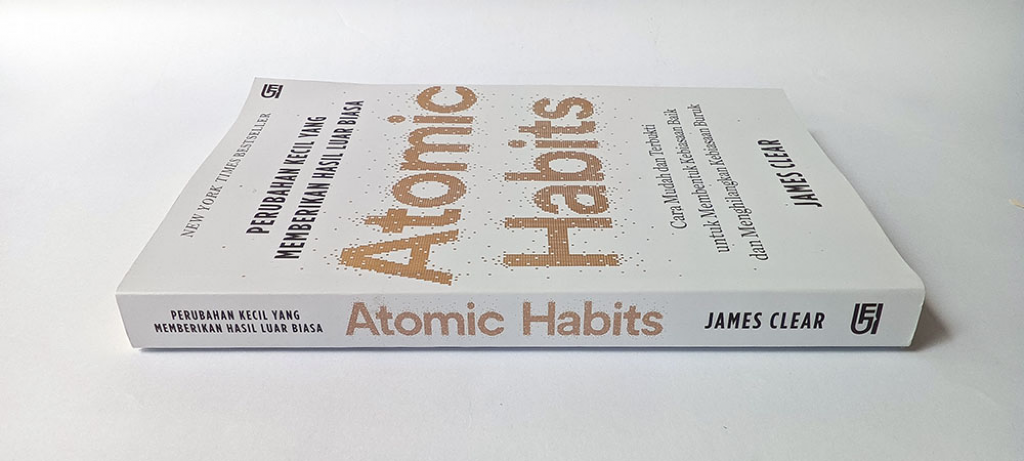 NEW YORK TIMES BESTSELLER
PERUBAHAN KECIL YANG
MEMBERIKAN HASIL LUAR BIASA
Atomic
Habits
Cara Mudah dan Terbukti
untuk Membentuk Kebiasaan Baik
dan Menghilangkan Kebiasaan Buruk
JAMES CLEAR
PERUBAHAN KECIL YANG
MEMBERIKAN HASIL LUAR BIASA
Atomic Habits
JAMES CLEAR